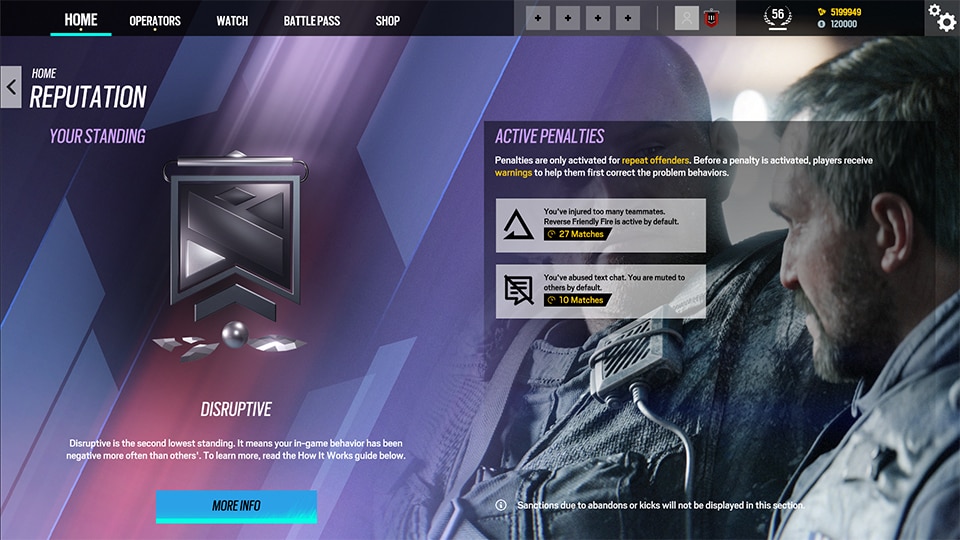 HOME OPERATORS WATCH BATTLE PASS SHOP
56
5199949
120000
HOME
REPUTATION
YOUR STANDING
DISRUPTIVE
Disruptive is the second lowest standing. It means your in-game behavior has been
negative more often than others'. To learn more, read the How It Works guide below.
MORE INFO
ACTIVE PENALTIES
Penalties are only activated for repeat offenders. Before a penalty is activated, players receive
warnings to help them first correct the problem behaviors.
You've injured too many teammates.
Reverse Friendly Fire is active by default.
27 Matches
You've abused text chat. You are muted to
others by default.
10 Matches
Sanctions due to abandons or kicks will not be displayed in this section.